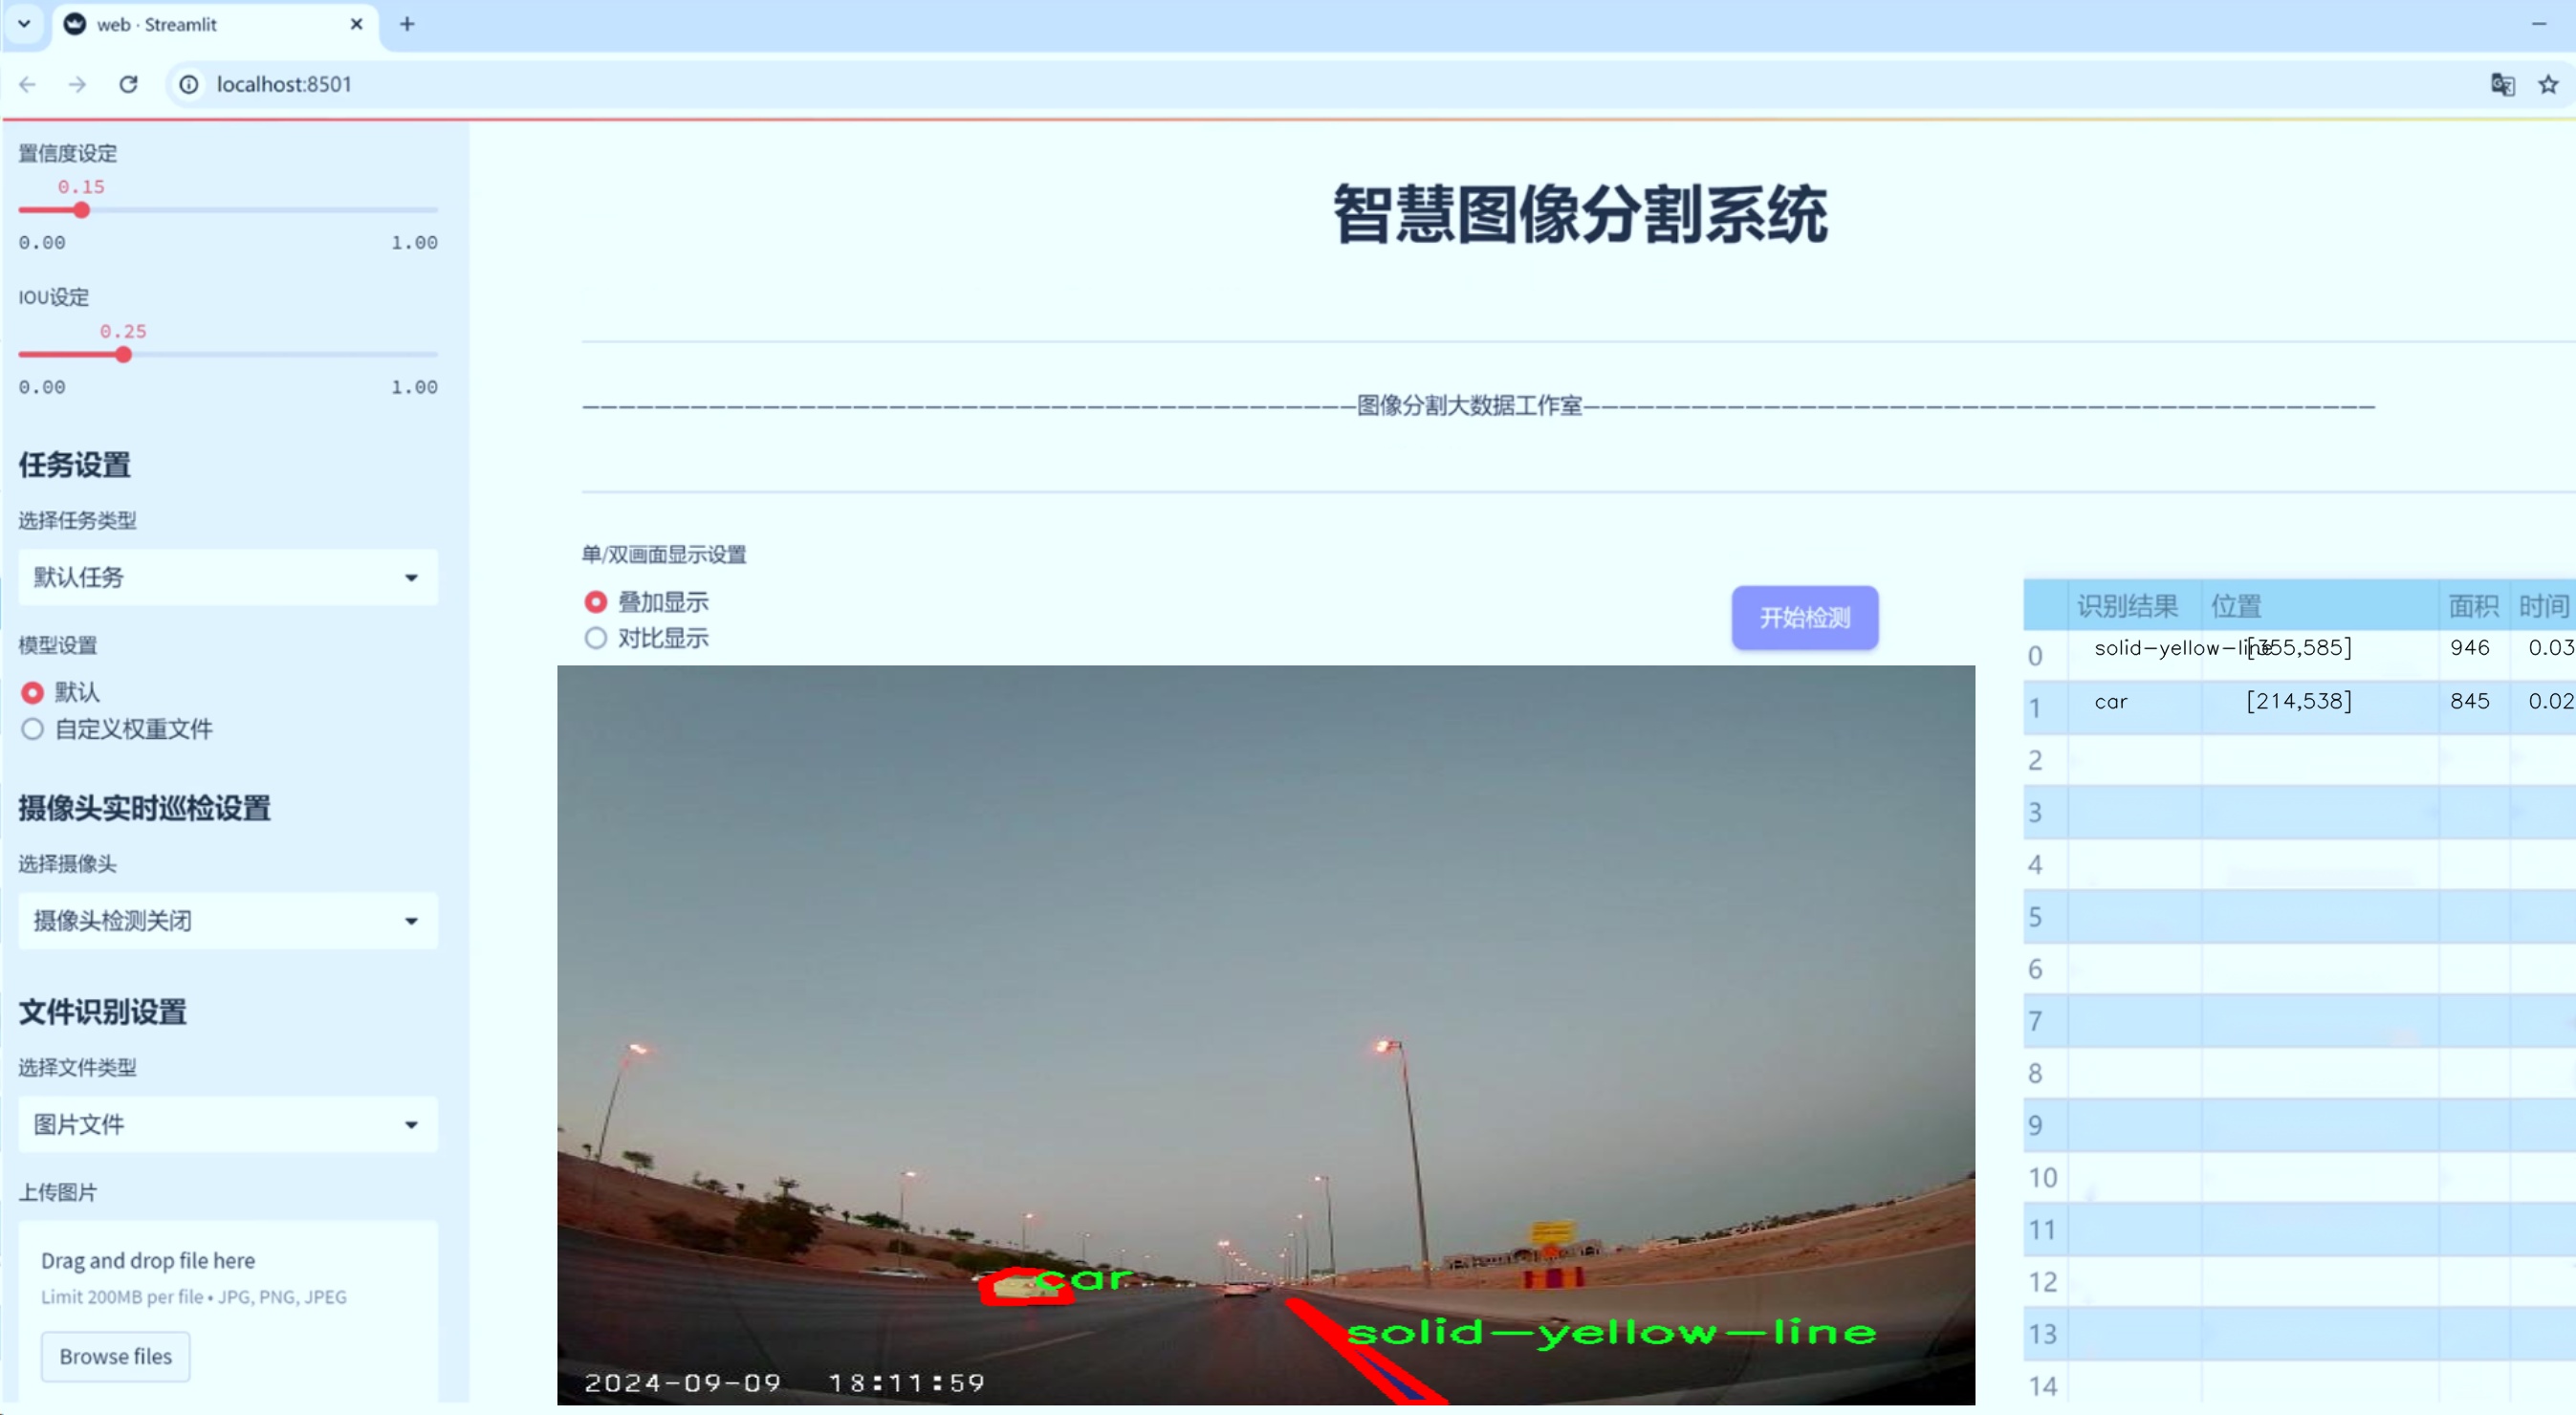 web · Streamlit
localhost:8501
置信度设定
0.15
0.00 1.00
IOU设定
0.25
0.00 1.00
任务设置
选择任务类型
默认任务
模型设置
默认
自定义权重文件
摄像头实时巡检设置
选择摄像头
摄像头检测关闭
文件识别设置
选择文件类型
图片文件
上传图片
Drag and drop file here
Limit 200MB per file • JPG, PNG, JPEG
Browse files
智慧图像分割系统
图像分割大数据工作室
单/双画面显示设置
叠加显示
对比显示
开始检测
car
solid-yellow-line
2024-09-09 18:11:59
识别结果 位置 面积 时间
0 solid-yellow-line [355,585] 946 0.03
1 car [214,538] 845 0.02
2
3
4
5
6
7
8
9
10
11
12
13
14